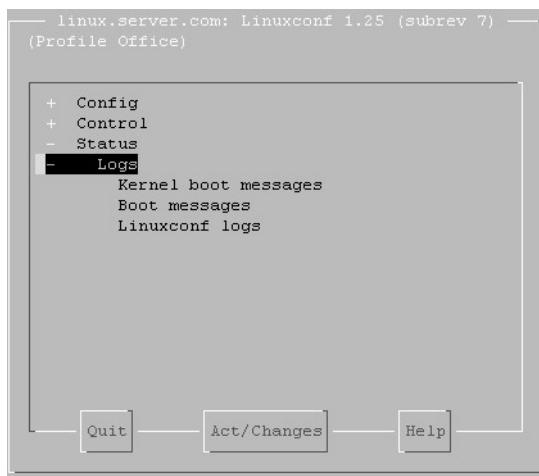 linux.server.com: Linuxconf 1.25 (subrev 7)
(Profile Office)
+ Config
+ Control
- Status
- Logs
Kernel boot messages
Boot messages
Linuxconf logs
Quit Act/Changes Help